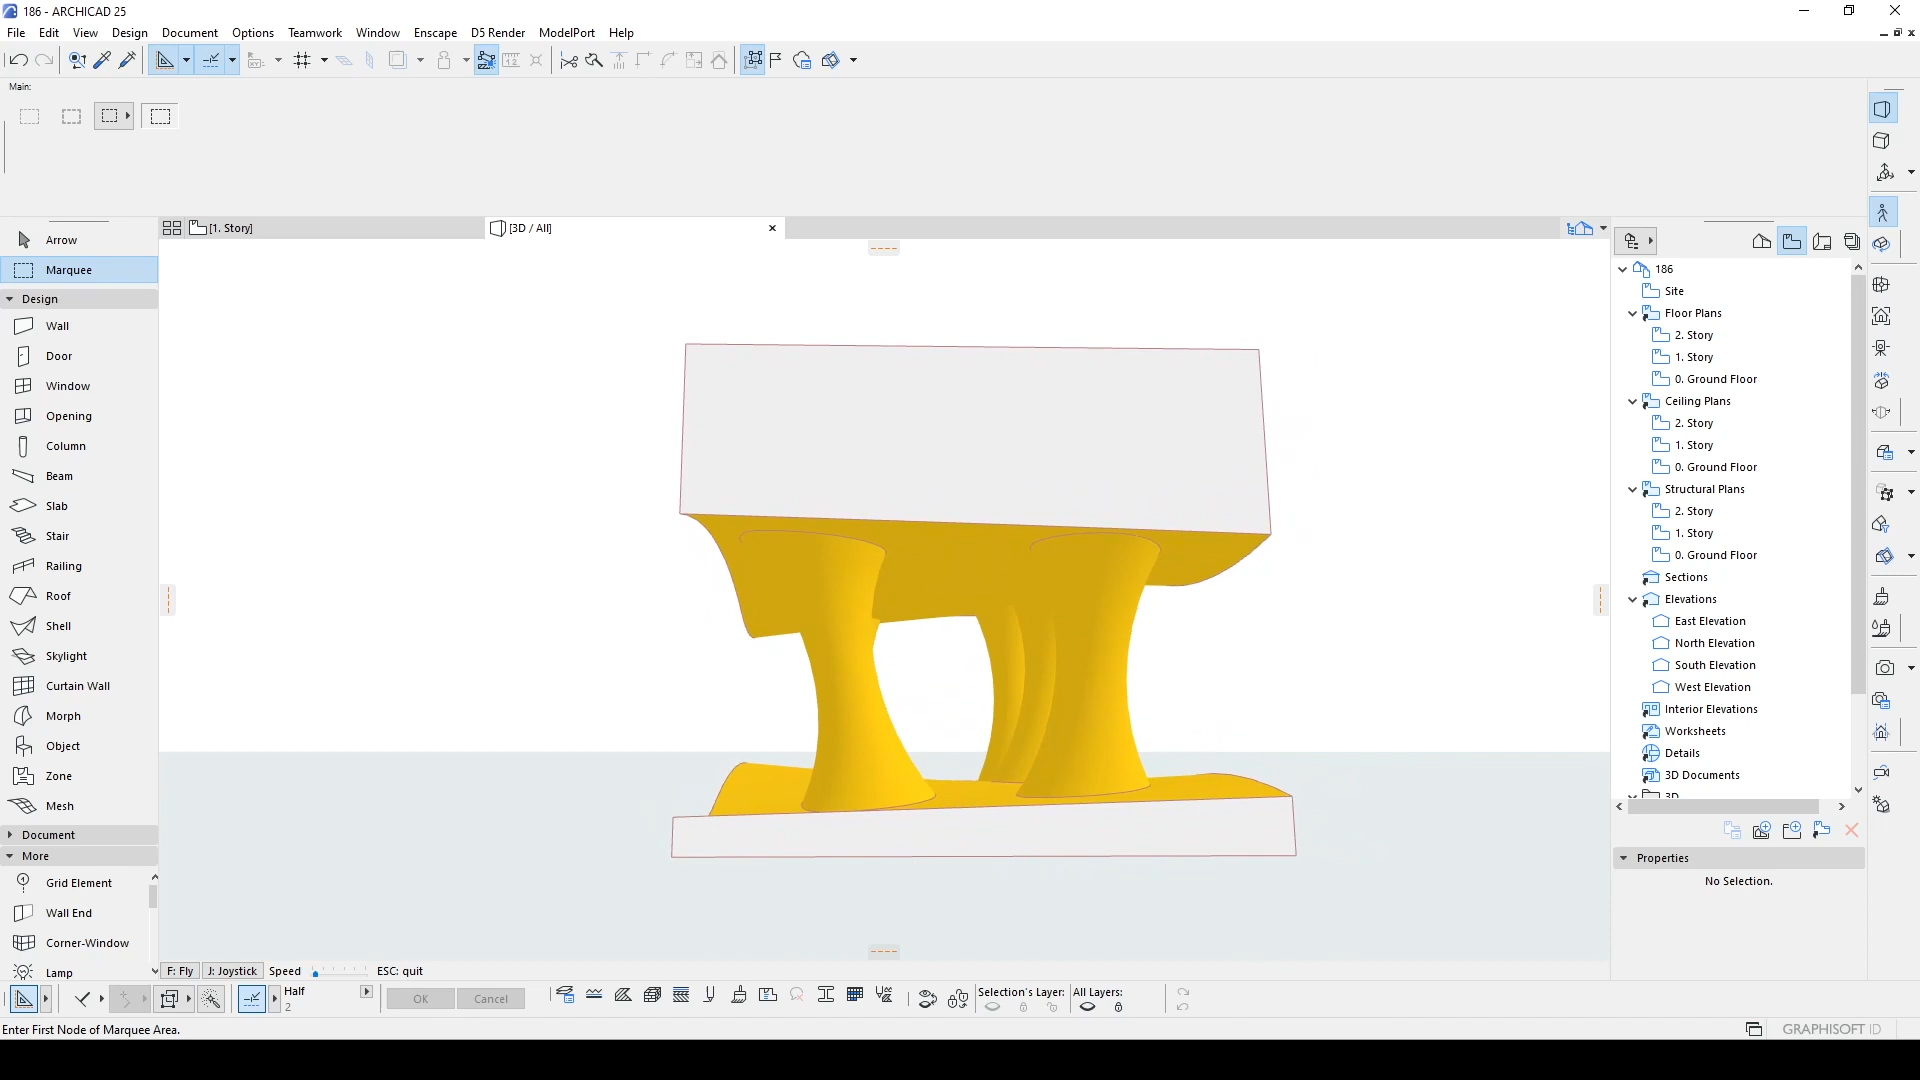 186 - ARCHICAD 25
File Edit View Design Document Options Teamwork Window Enscape D5 Render ModelPort Help
Main:
[1. Story]
[3D / All]
Arrow
Marquee
Design
Wall
Door
Window
Opening
Column
Beam
Slab
Stair
Railing
Roof
Shell
Skylight
Curtain Wall
Morph
Object
Zone
Mesh
Document
More
Grid Element
Wall End
Corner-Window
Lamp
186
Site
Floor Plans
2. Story
1. Story
0. Ground Floor
Ceiling Plans
2. Story
1. Story
0. Ground Floor
Structural Plans
2. Story
1. Story
0. Ground Floor
Sections
Elevations
East Elevation
North Elevation
South Elevation
West Elevation
Interior Elevations
Worksheets
Details
3D Documents
3D
Properties
No Selection.
F: Fly J: Joystick Speed ESC: quit
Half
2
OK Cancel
Selection's Layer: All Layers:
Enter First Node of Marquee Area.
GRAPHISOFT ID